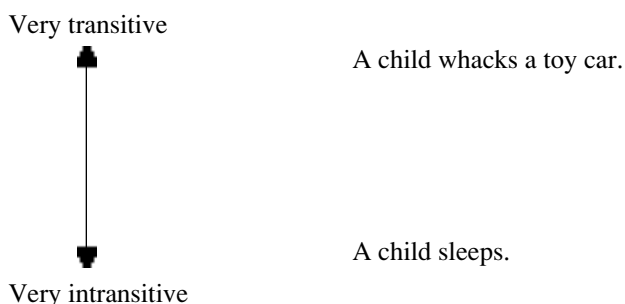 Very transitive
A child whacks a toy car.
A child sleeps.
Very intransitive